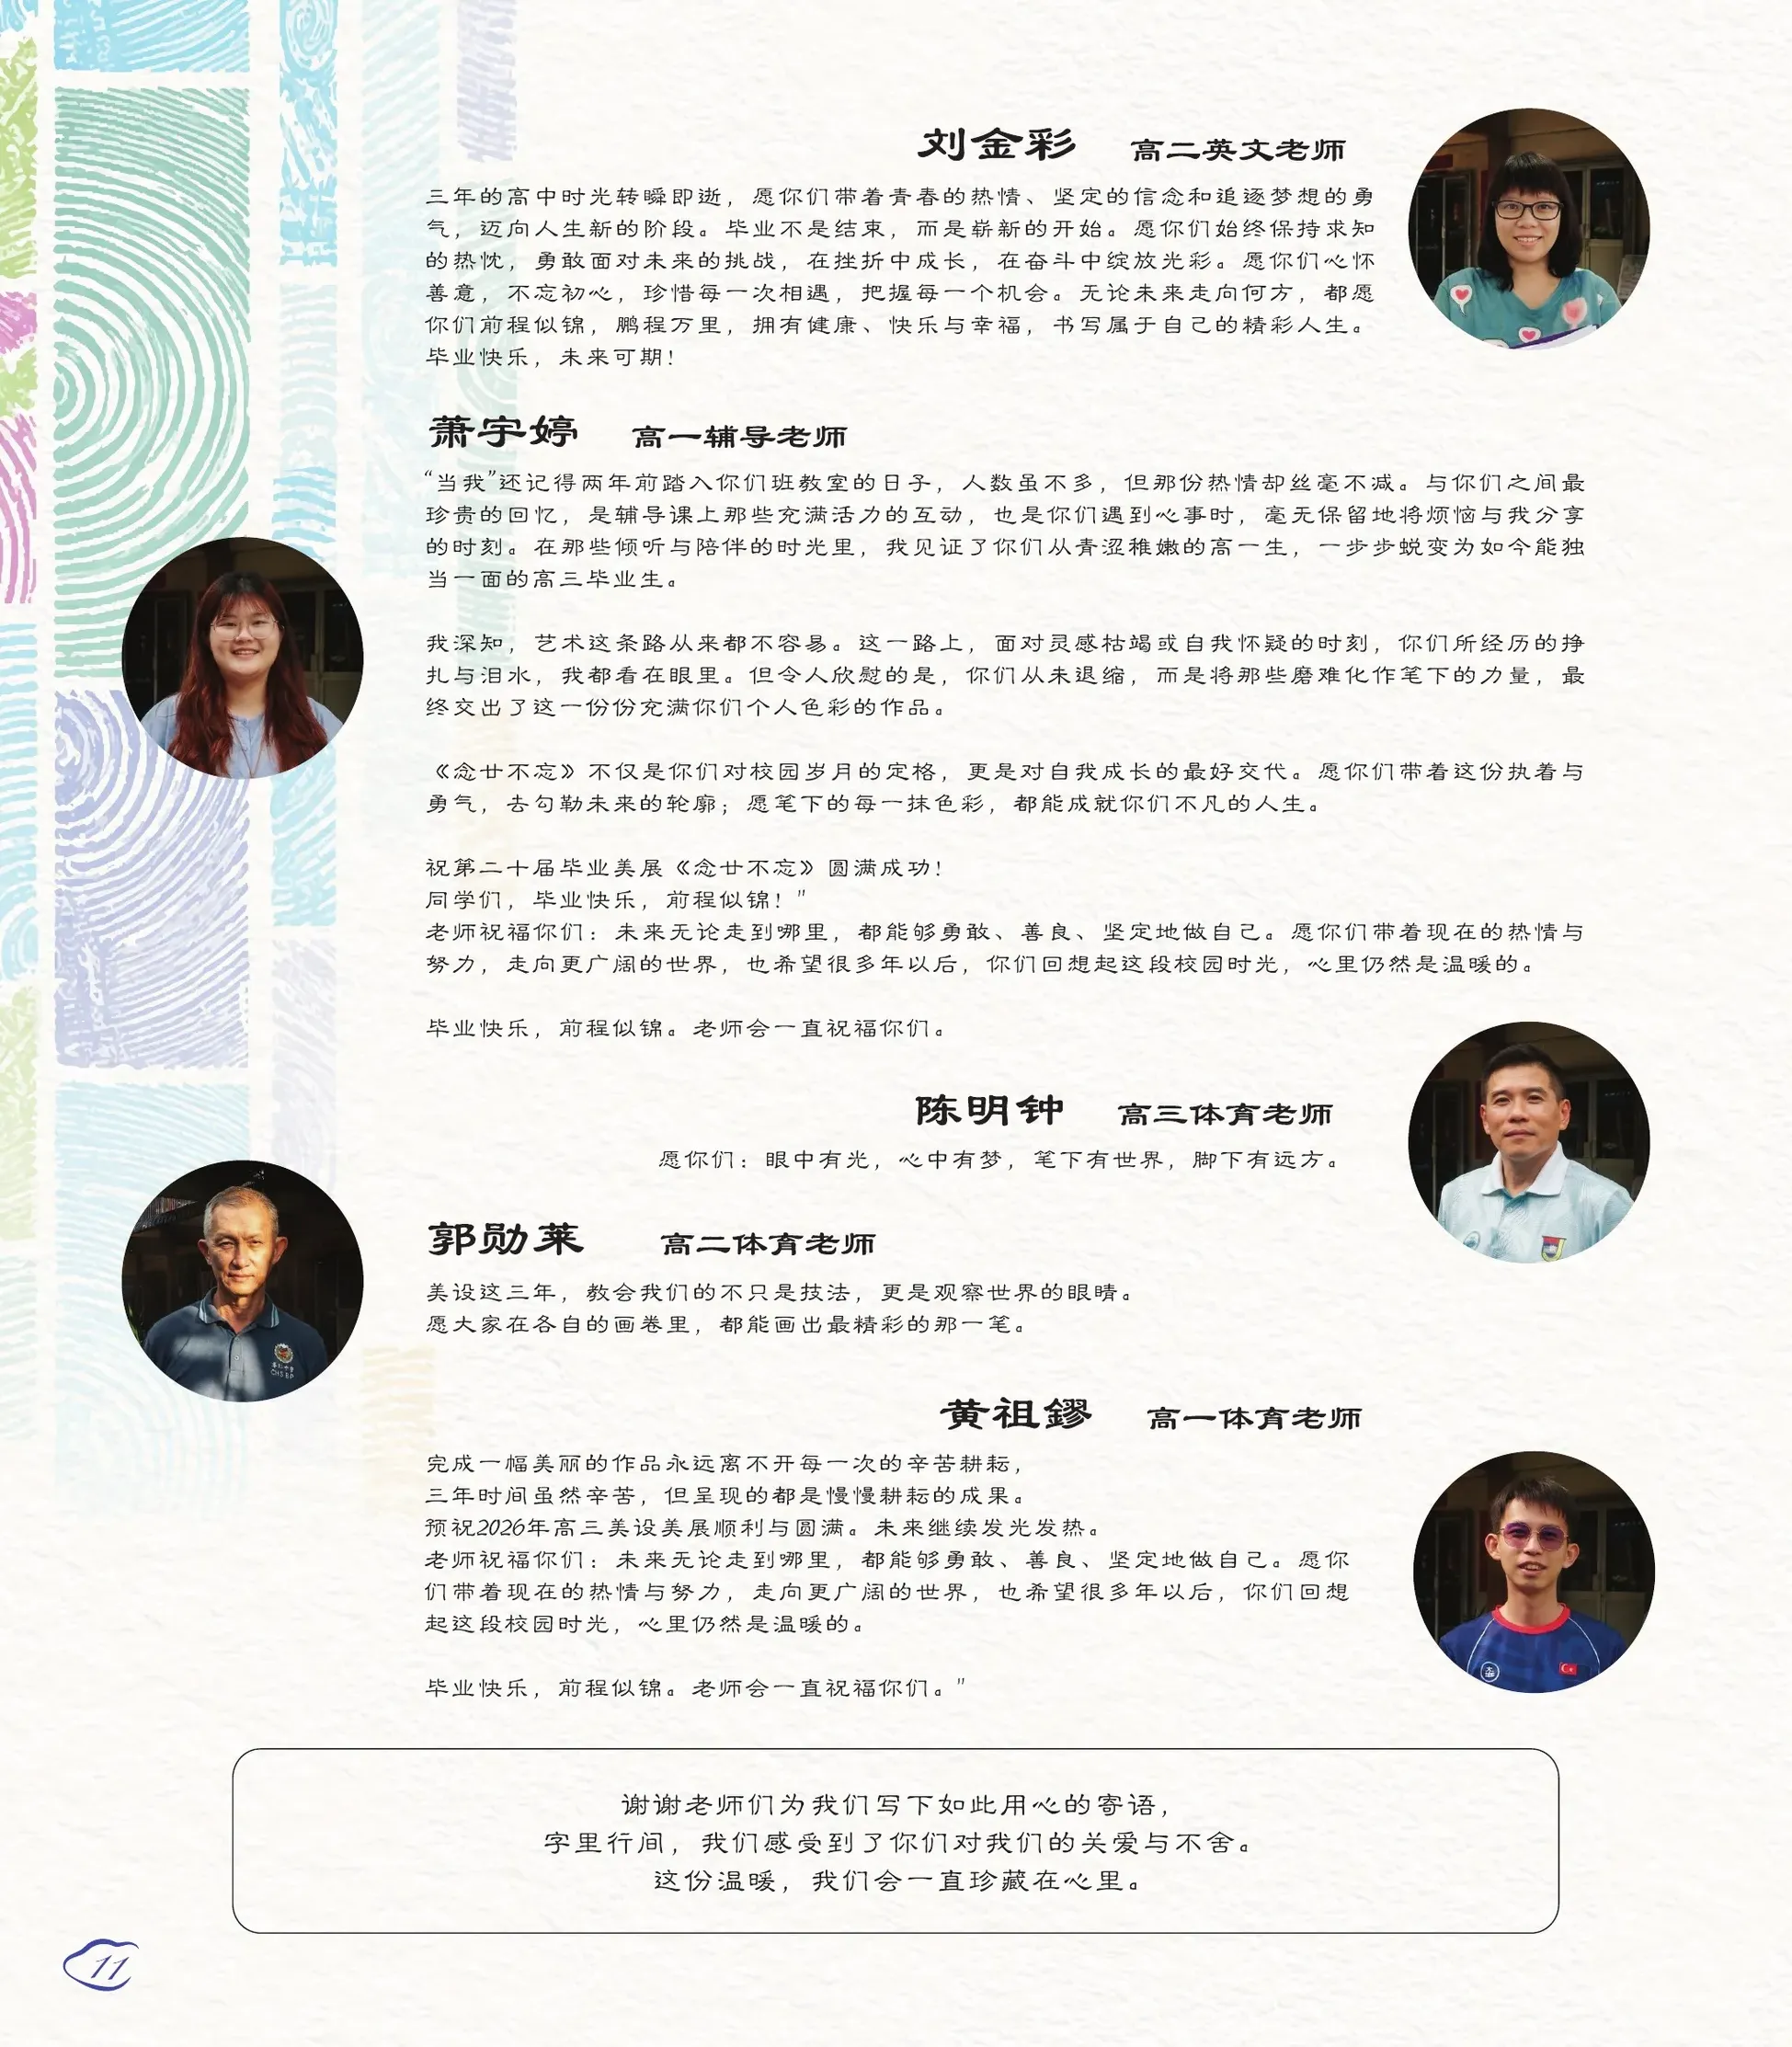 刘金彩 高二英文老师
三年的高中时光转瞬即逝，愿你们带着青春的热情、坚定的信念和追逐梦想的勇
气，迈向人生新的阶段。毕业不是结束，而是崭新的开始。愿你们始终保持求知
的热忱，勇敢面对未来的挑战，在挫折中成长，在奋斗中绽放光彩。愿你们心怀
善意，不忘初心，珍惜每一次相遇，把握每一个机会。无论未来走向何方，都愿
你们前程似锦，鹏程万里，拥有健康、快乐与幸福，书写属于自己的精彩人生。
毕业快乐，未来可期！
萧宇婷 高一辅导老师
“当我”还记得两年前踏入你们班教室的日子，人数虽不多，但那份热情却丝毫不减。与你们之间最
珍贵的回忆，是辅导课上那些充满活力的互动，也是你们遇到心事时，毫无保留地将烦恼与我分享
的时刻。在那些倾听与陪伴的时光里，我见证了你们从青涩稚嫩的高一生，一步步蜕变为如今能独
当一面的高三毕业生。
我深知，艺术这条路从来都不容易。这一路上，面对灵感枯竭或自我怀疑的时刻，你们所经历的挣
扎与泪水，我都看在眼里。但令人欣慰的是，你们从未退缩，而是将那些磨难化作笔下的力量，最
终交出了这一份份充满你们个人色彩的作品。
《念廿不忘》不仅是你们对校园岁月的定格，更是对自我成长的最好交代。愿你们带着这份执着与
勇气，去勾勒未来的轮廓；愿笔下的每一抹色彩，都能成就你们不凡的人生。
祝第二十届毕业美展《念廿不忘》圆满成功！
同学们，毕业快乐，前程似锦！"
老师祝福你们：未来无论走到哪里，都能够勇敢、善良、坚定地做自己。愿你们带着现在的热情与
努力，走向更广阔的世界，也希望很多年以后，你们回想起这段校园时光，心里仍然是温暖的。
毕业快乐，前程似锦。老师会一直祝福你们。
陈明钟 高三体育老师
愿你们：眼中有光，心中有梦，笔下有世界，脚下有远方。
郭勋莱 高二体育老师
美设这三年，教会我们的不只是技法，更是观察世界的眼睛。
愿大家在各自的画卷里，都能画出最精彩的那一笔。
CHS BP
黄祖鏐 高一体育老师
完成一幅美丽的作品永远离不开每一次的辛苦耕耘，
三年时间虽然辛苦，但呈现的都是慢慢耕耘的成果。
预祝2026年高三美设美展顺利与圆满。未来继续发光发热。
老师祝福你们：未来无论走到哪里，都能够勇敢、善良、坚定地做自己。愿你
们带着现在的热情与努力，走向更广阔的世界，也希望很多年以后，你们回想
起这段校园时光，心里仍然是温暖的。
毕业快乐，前程似锦。老师会一直祝福你们。"
谢谢老师们为我们写下如此用心的寄语，
字里行间，我们感受到了你们对我们的关爱与不舍。
这份温暖，我们会一直珍藏在心里。
11